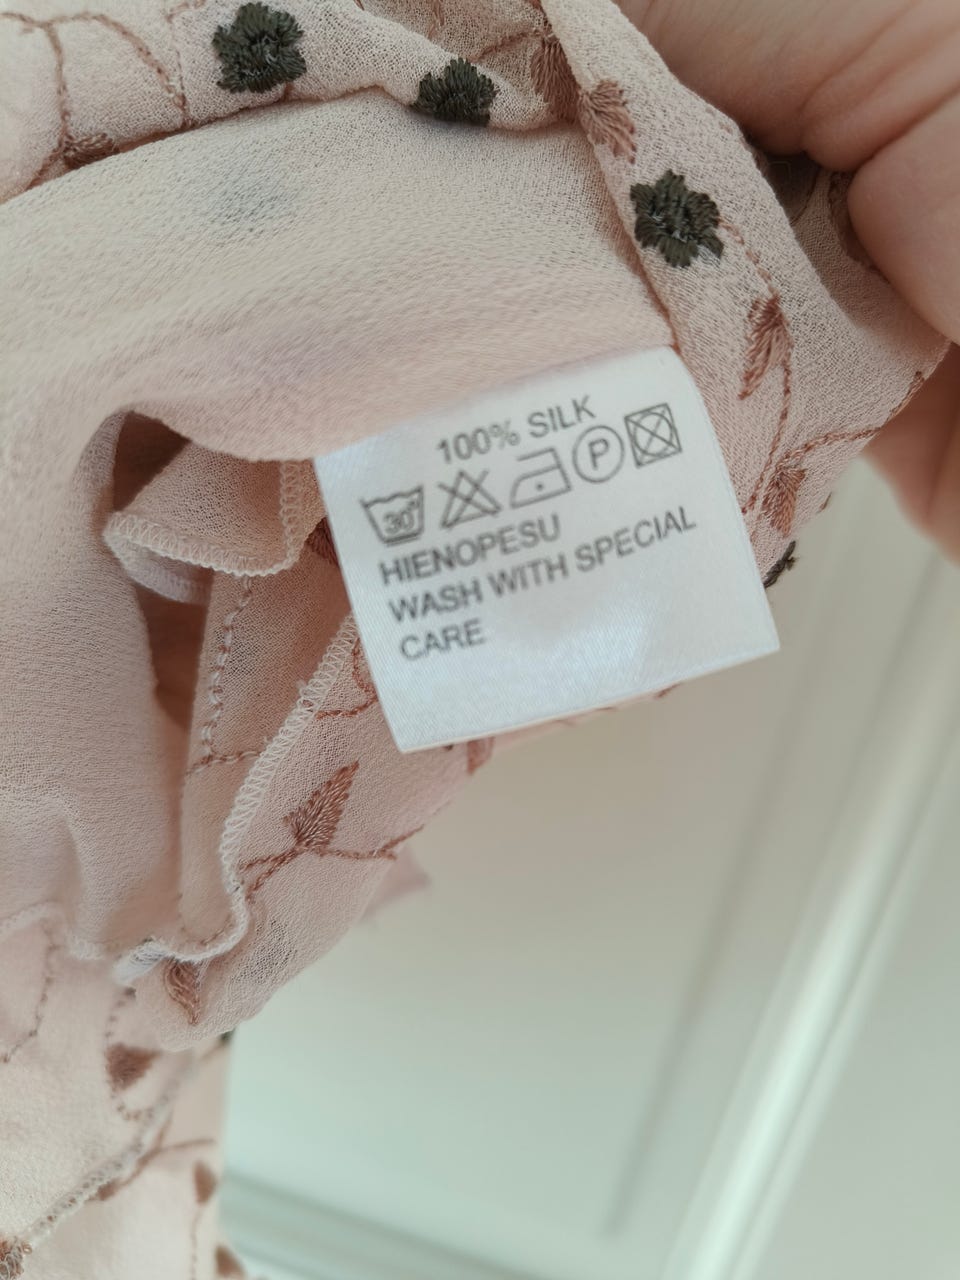 100% SILK
30° P
HIENOPESU
WASH WITH SPECIAL
CARE